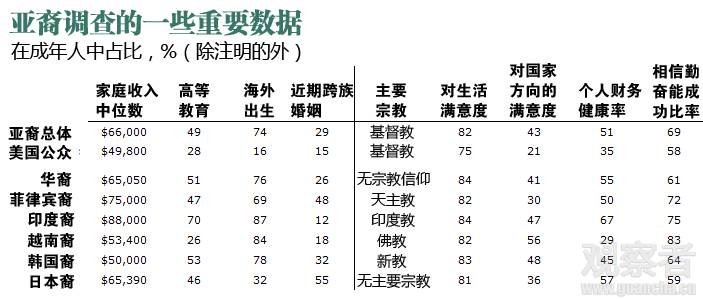 亚裔调查的一些重要数据
在成年人中占比，%（除注明的外）
家庭收入中位数 高等教育 海外出生 近期跨族婚姻 主要宗教 对生活满意度 对国家方向的满意度 个人财务健康率 相信勤奋能成功比率
亚裔总体 $66,000 49 74 29 基督教 82 43 51 69
美国公众 $49,800 28 16 15 基督教 75 21 35 58
华裔 $65,050 51 76 26 无宗教信仰 84 41 55 61
菲律宾裔 $75,000 47 69 48 天主教 82 30 50 72
印度裔 $88,000 70 87 12 印度教 84 47 67 75
越南裔 $53,400 26 84 18 佛教 82 56 29 83
韩国裔 $50,000 53 78 32 新教 83 48 45 64
日本裔 $65,390 46 32 55 无主要宗教 81 36 57 59
观察者
www.guancha.cn